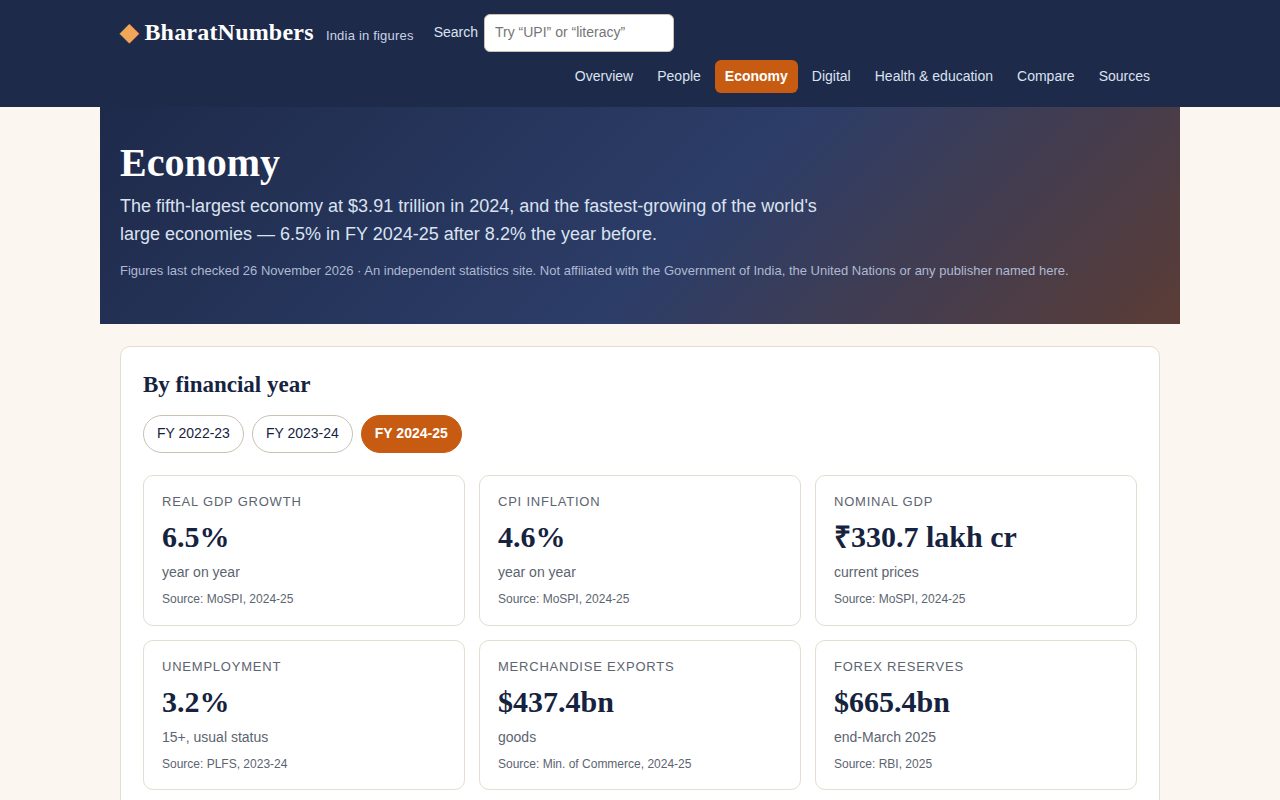 BharatNumbers India in figures Search Try “UPI” or “literacy”
Overview People Economy Digital Health & education Compare Sources
Economy
The fifth-largest economy at $3.91 trillion in 2024, and the fastest-growing of the world's
large economies — 6.5% in FY 2024-25 after 8.2% the year before.
Figures last checked 26 November 2026 · An independent statistics site. Not affiliated with the Government of India, the United Nations or any publisher named here.
By financial year
FY 2022-23 FY 2023-24 FY 2024-25
REAL GDP GROWTH
6.5%
year on year
Source: MoSPI, 2024-25
CPI INFLATION
4.6%
year on year
Source: MoSPI, 2024-25
NOMINAL GDP
₹330.7 lakh cr
current prices
Source: MoSPI, 2024-25
UNEMPLOYMENT
3.2%
15+, usual status
Source: PLFS, 2023-24
MERCHANDISE EXPORTS
$437.4bn
goods
Source: Min. of Commerce, 2024-25
FOREX RESERVES
$665.4bn
end-March 2025
Source: RBI, 2025